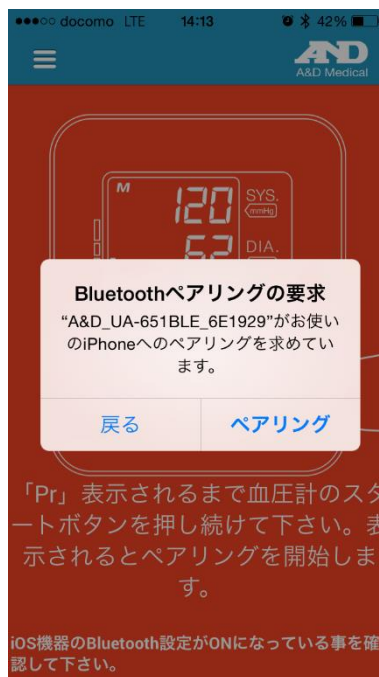 docomo LTE 14:13 42%
AND
A&D Medical
M 120 SYS.
mmHg
62 DIA.
Bluetoothペアリングの要求
“A&D_UA-651BLE_6E1929”がお使い
のiPhoneへのペアリングを求めてい
ます。
戻る ペアリング
「Pr」表示されるまで血圧計のスタ
ートボタンを押し続けて下さい。表
示されるとペアリングを開始しま
す。
iOS機器のBluetooth設定がONになっている事を確
認して下さい。